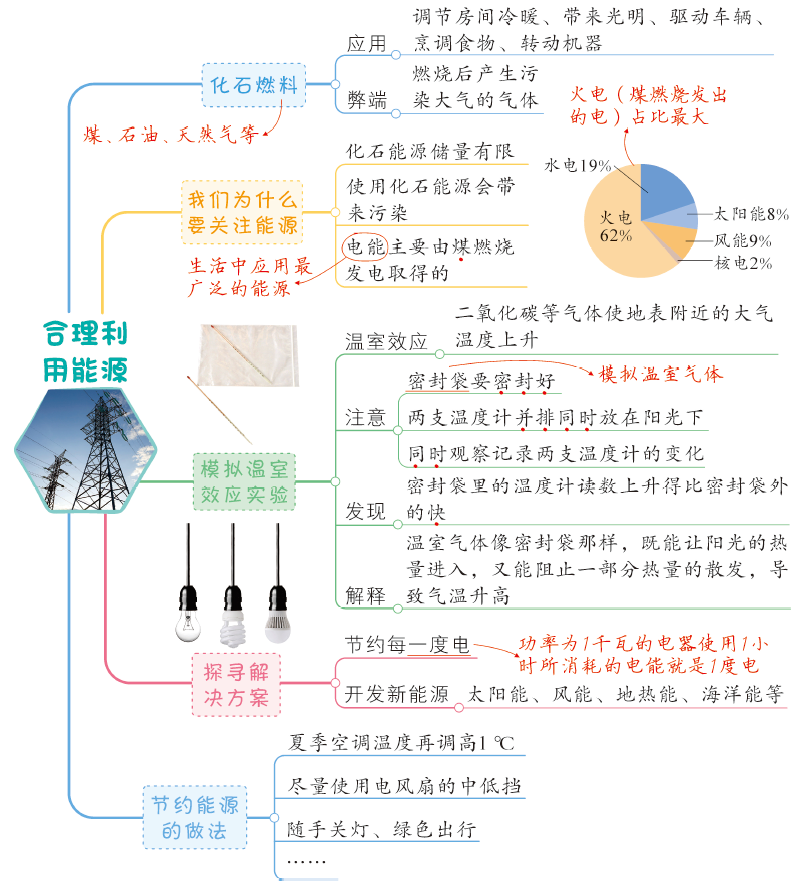 合理利
用能源
化石燃料
煤、石油、天然气等
应用
调节房间冷暖、带来光明、驱动车辆、
烹调食物、转动机器
弊端
燃烧后产生污
染大气的气体
我们为什么
要关注能源
化石能源储量有限
使用化石能源会带
来污染
电能主要由煤燃烧
发电取得的
生活中应用最
广泛的能源
火电（煤燃烧发出
的电）占比最大
水电19%
火电
62%
太阳能8%
风能9%
核电2%
模拟温室
效应实验
温室效应
二氧化碳等气体使地表附近的大气
温度上升
注意
密封袋要密封好
模拟温室气体
两支温度计并排同时放在阳光下
同时观察记录两支温度计的变化
发现
密封袋里的温度计读数上升得比密封袋外
的快
解释
温室气体像密封袋那样，既能让阳光的热
量进入，又能阻止一部分热量的散发，导
致气温升高
探寻解
决方案
节约每一度电
功率为1千瓦的电器使用1小
时所消耗的电能就是1度电
开发新能源
太阳能、风能、地热能、海洋能等
节约能源
的做法
夏季空调温度再调高1 ℃
尽量使用电风扇的中低挡
随手关灯、绿色出行
……